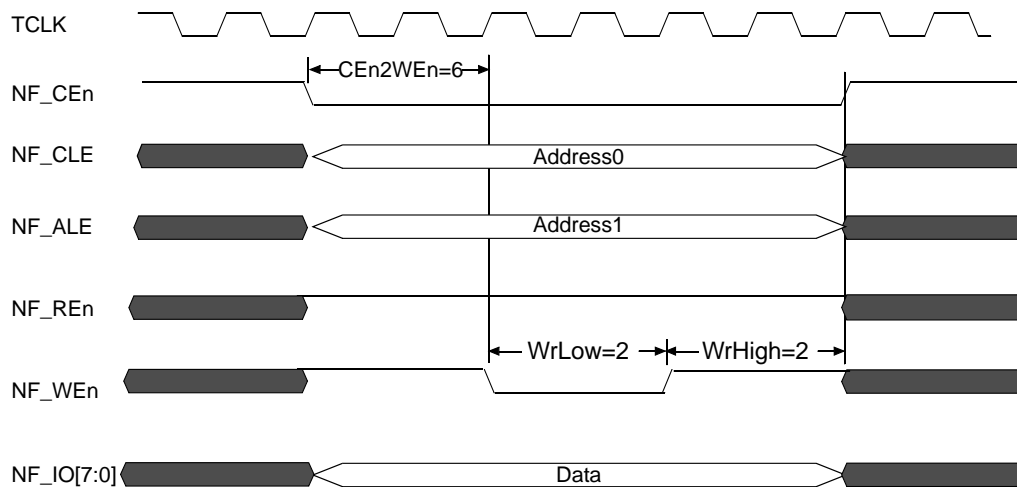 TCLK
CEn2WEn=6
NF_CEn
NF_CLE
Address0
NF_ALE
Address1
NF_REn
WrLow=2
WrHigh=2
NF_WEn
NF_IO[7:0]
Data